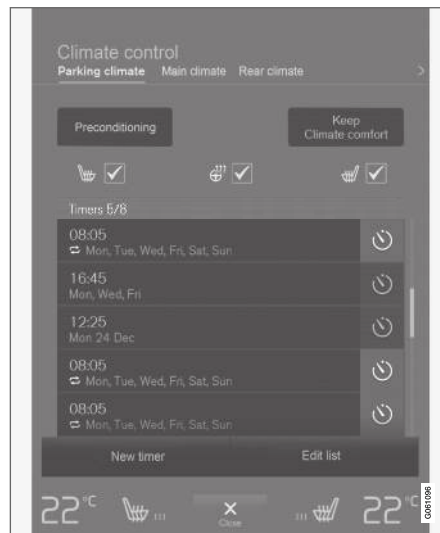 Climate control
Parking climate Main climate Rear climate
Preconditioning
Keep
Climate comfort
Timers 5/8
08:05
Mon, Tue, Wed, Fri, Sat, Sun
16:45
Mon, Wed, Fri
12:25
Mon 24 Dec
08:05
Mon, Tue, Wed, Fri, Sat, Sun
08:05
Mon, Tue, Wed, Fri, Sat, Sun
New timer Edit list
22°C Close 22°C
G061096